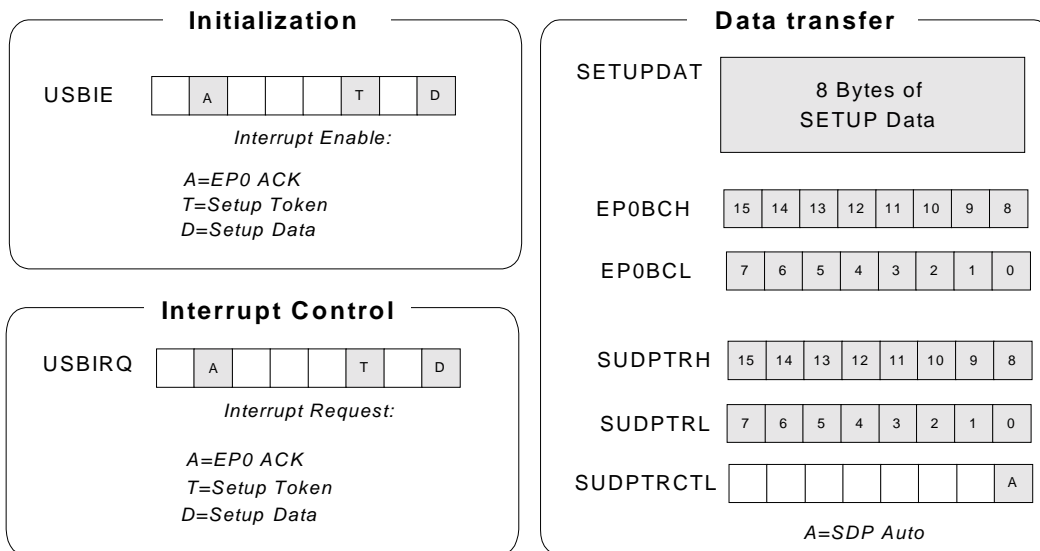 Initialization
USBIE
A T D
Interrupt Enable:
A=EP0 ACK
T=Setup Token
D=Setup Data
Interrupt Control
USBIRQ
A T D
Interrupt Request:
A=EP0 ACK
T=Setup Token
D=Setup Data
Data transfer
SETUPDAT
8 Bytes of
SETUP Data
EP0BCH
15 14 13 12 11 10 9 8
EP0BCL
7 6 5 4 3 2 1 0
SUDPTRH
15 14 13 12 11 10 9 8
SUDPTRL
7 6 5 4 3 2 1 0
SUDPTRCTL
A
A=SDP Auto